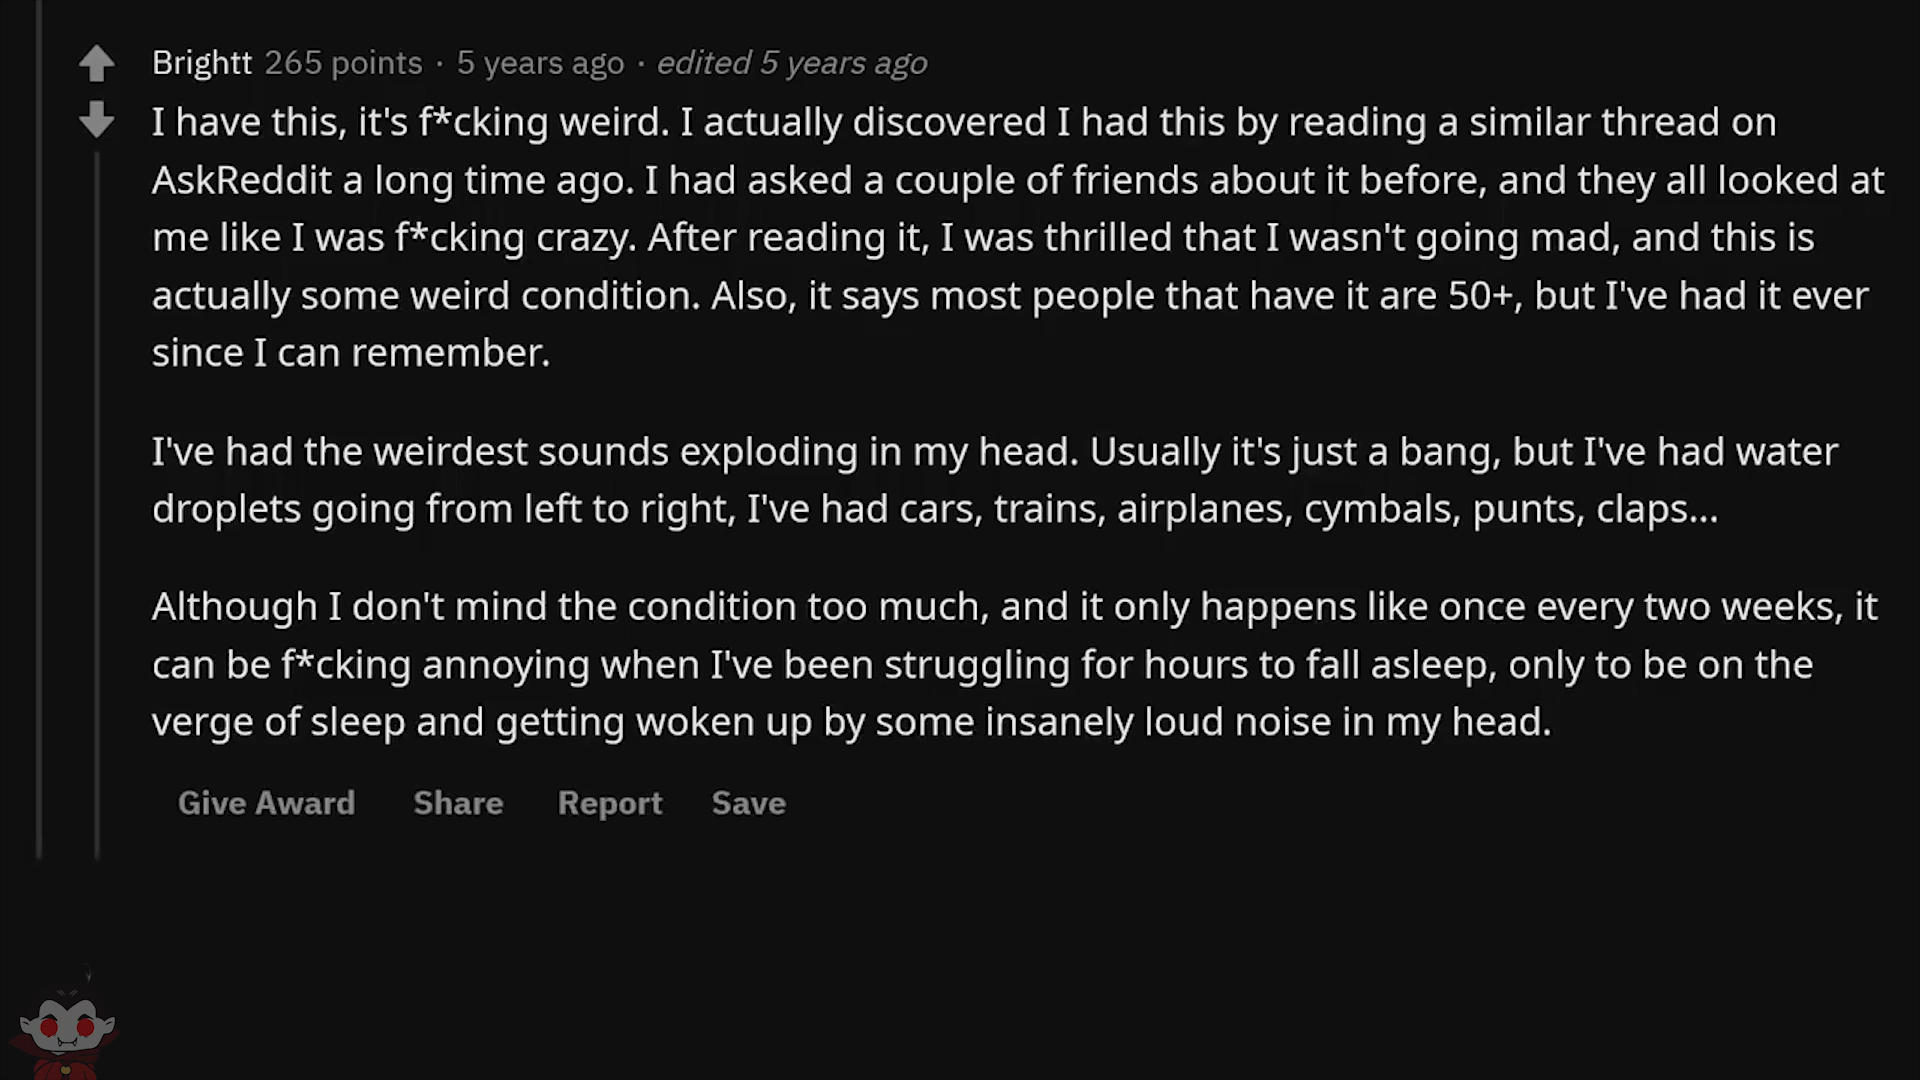 Brightt 265 points · 5 years ago · edited 5 years ago
I have this, it's f*cking weird. I actually discovered I had this by reading a similar thread on
AskReddit a long time ago. I had asked a couple of friends about it before, and they all looked at
me like I was f*cking crazy. After reading it, I was thrilled that I wasn't going mad, and this is
actually some weird condition. Also, it says most people that have it are 50+, but I've had it ever
since I can remember.
I've had the weirdest sounds exploding in my head. Usually it's just a bang, but I've had water
droplets going from left to right, I've had cars, trains, airplanes, cymbals, punts, claps...
Although I don't mind the condition too much, and it only happens like once every two weeks, it
can be f*cking annoying when I've been struggling for hours to fall asleep, only to be on the
verge of sleep and getting woken up by some insanely loud noise in my head.
Give Award Share Report Save